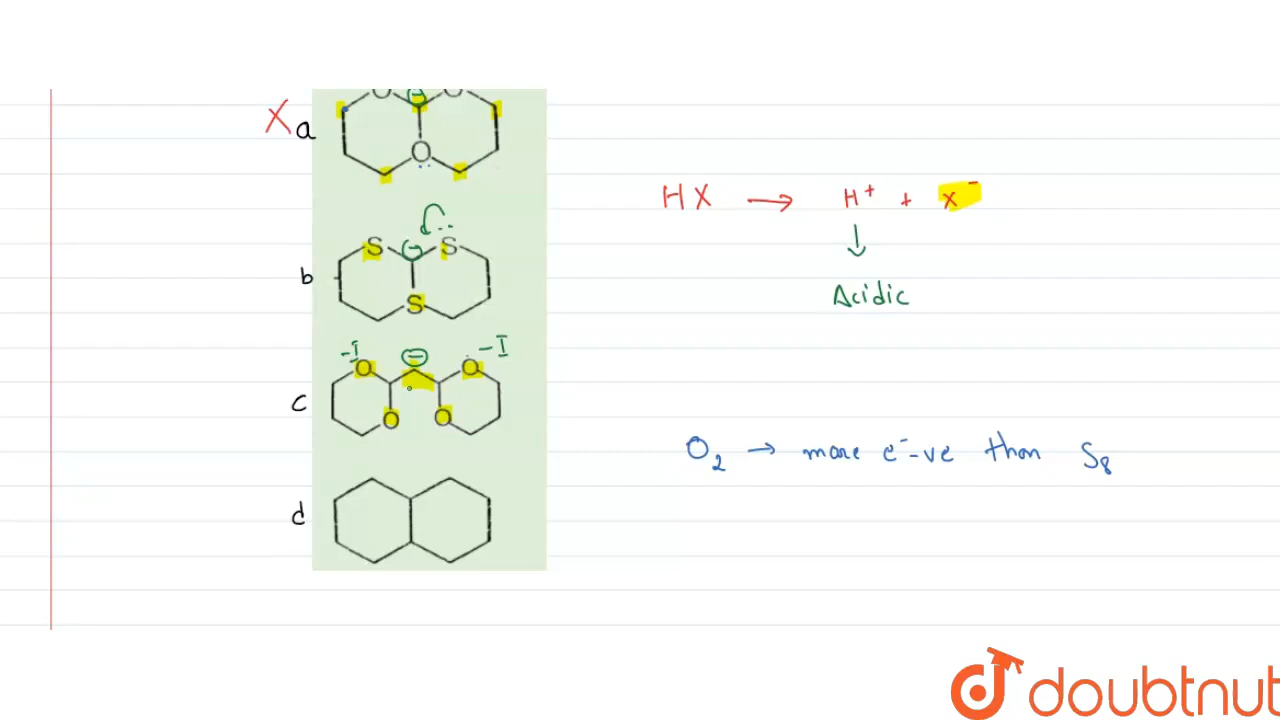 O ⊖ O
X a
O
HX → H⁺ + X⁻
↓
Acidic
S ⊖ S
b
S
-I ⊖ -I
O O
c
O O
O₂ → more e⁻-ve than S₈
d
doubtnut